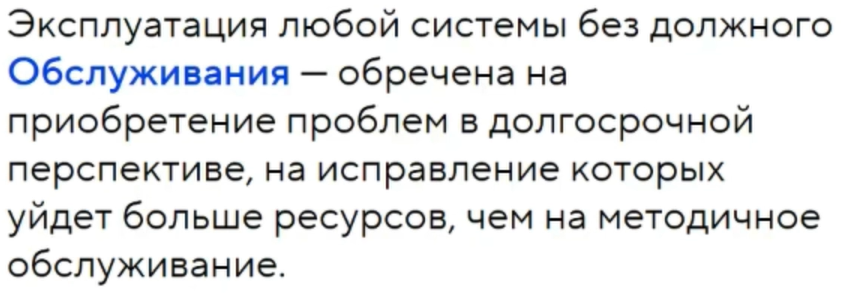 Эксплуатация любой системы без должного
Обслуживания — обречена на
приобретение проблем в долгосрочной
перспективе, на исправление которых
уйдет больше ресурсов, чем на методичное
обслуживание.